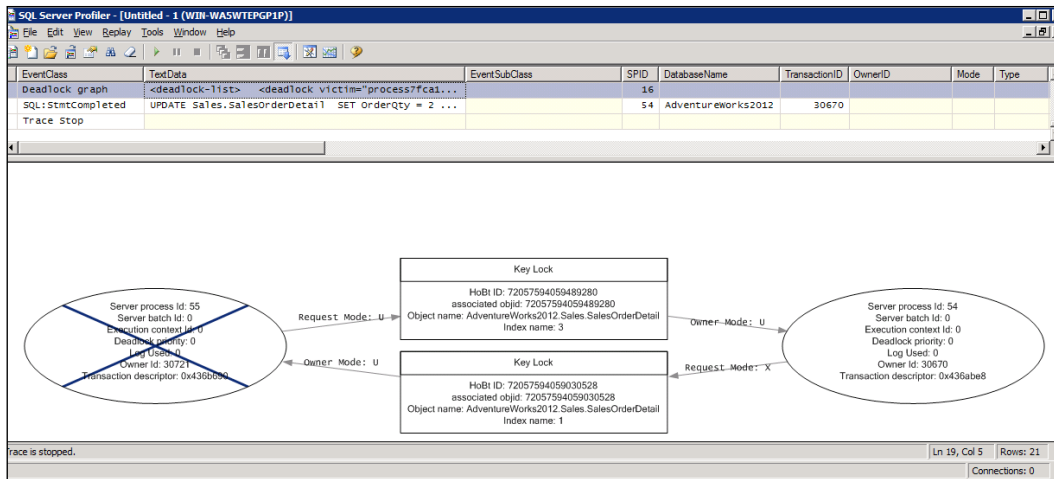 SQL Server Profiler - [Untitled - 1 (WIN-WA5WTEPGP1P)]
File Edit View Replay Tools Window Help
EventClass TextData EventSubClass SPID DatabaseName TransactionID OwnerID Mode Type
Deadlock graph <deadlock-list> <deadlock victim="process7fca1... 16
SQL:StmtCompleted UPDATE Sales.SalesOrderDetail SET OrderQty = 2 ... 54 AdventureWorks2012 30670
Trace Stop
Server process Id: 55
Server batch Id: 0
Execution context Id: 0
Deadlock priority: 0
Log Used: 0
Owner Id: 30721
Transaction descriptor: 0x436b690
Request Mode: U
Owner Mode: U
Key Lock
HoBt ID: 72057594059489280
associated objid: 72057594059489280
Object name: AdventureWorks2012.Sales.SalesOrderDetail
Index name: 3
Key Lock
HoBt ID: 72057594059030528
associated objid: 72057594059030528
Object name: AdventureWorks2012.Sales.SalesOrderDetail
Index name: 1
Owner Mode: U
Request Mode: X
Server process Id: 54
Server batch Id: 0
Execution context Id: 0
Deadlock priority: 0
Log Used: 0
Owner Id: 30670
Transaction descriptor: 0x436abe8
Trace is stopped. Ln 19, Col 5 Rows: 21
Connections: 0